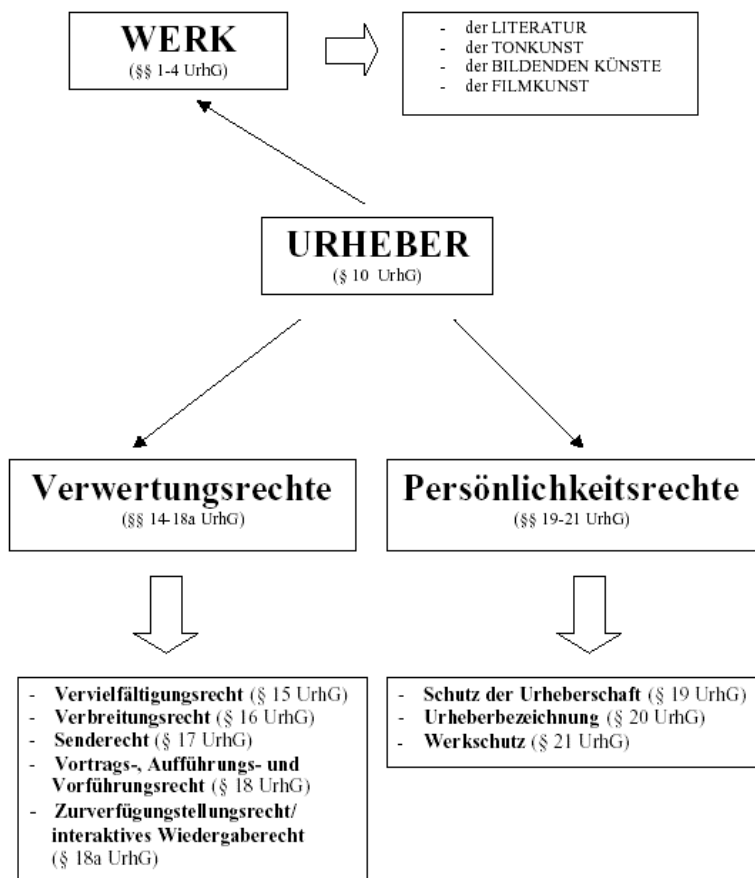 WERK
(§§ 1-4 UrhG)
- der LITERATUR
- der TONKUNST
- der BILDENDEN KÜNSTE
- der FILMKUNST
URHEBER
(§ 10 UrhG)
Verwertungsrechte
(§§ 14-18a UrhG)
Persönlichkeitsrechte
(§§ 19-21 UrhG)
- Vervielfältigungsrecht (§ 15 UrhG)
- Verbreitungsrecht (§ 16 UrhG)
- Senderecht (§ 17 UrhG)
- Vortrags-, Aufführungs- und
Vorführungsrecht (§ 18 UrhG)
- Zurverfügungstellungsrecht/
interaktives Wiedergaberecht
(§ 18a UrhG)
- Schutz der Urheberschaft (§ 19 UrhG)
- Urheberbezeichnung (§ 20 UrhG)
- Werkschutz (§ 21 UrhG)